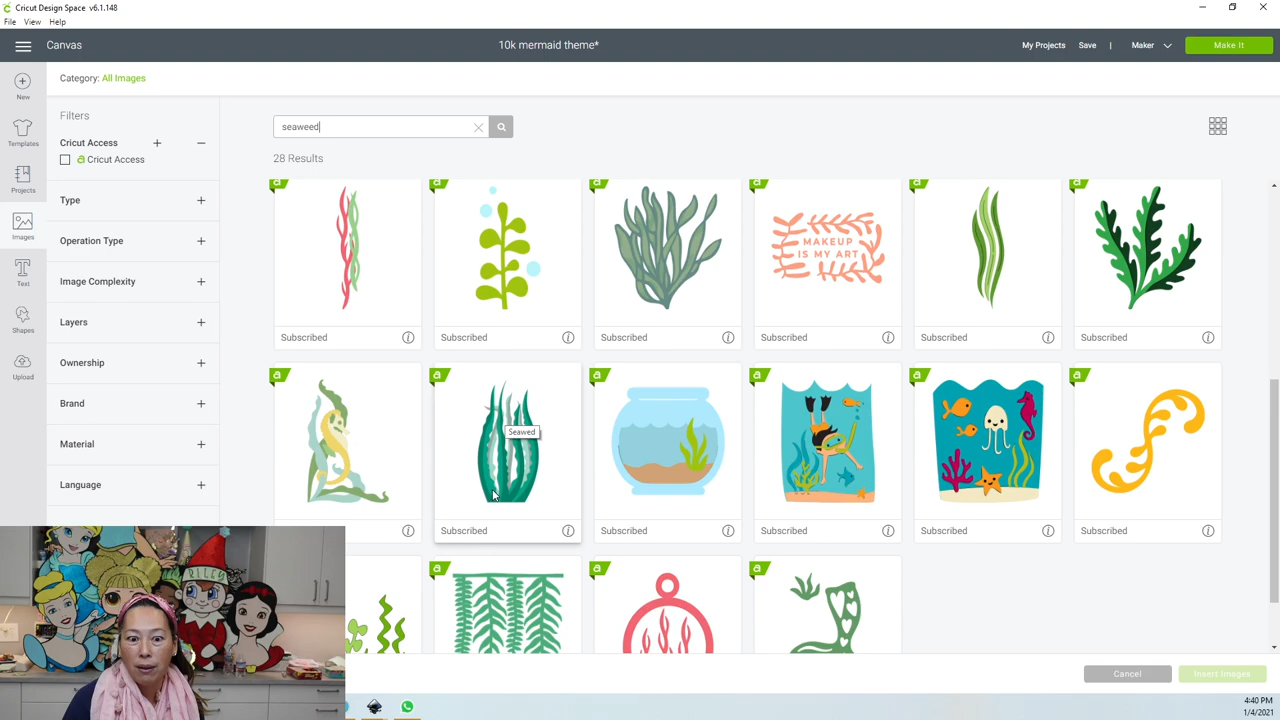 Cricut Design Space v6.1.148
File View Help
Canvas
10k mermaid theme*
My Projects Save | Maker Make It
New
Templates
Projects
Images
Text
Shapes
Upload
Category: All Images
Filters
Cricut Access
a Cricut Access
Type
Operation Type
Image Complexity
Layers
Ownership
Brand
Material
Language
seaweed
28 Results
a a a a a a
MAKEUP
IS MY ART
Subscribed Subscribed Subscribed Subscribed Subscribed Subscribed
a a a a a a
Seawed
Subscribed Subscribed Subscribed Subscribed Subscribed
a a a
RILEY
Cancel Insert Images
4:40 PM
1/4/2021